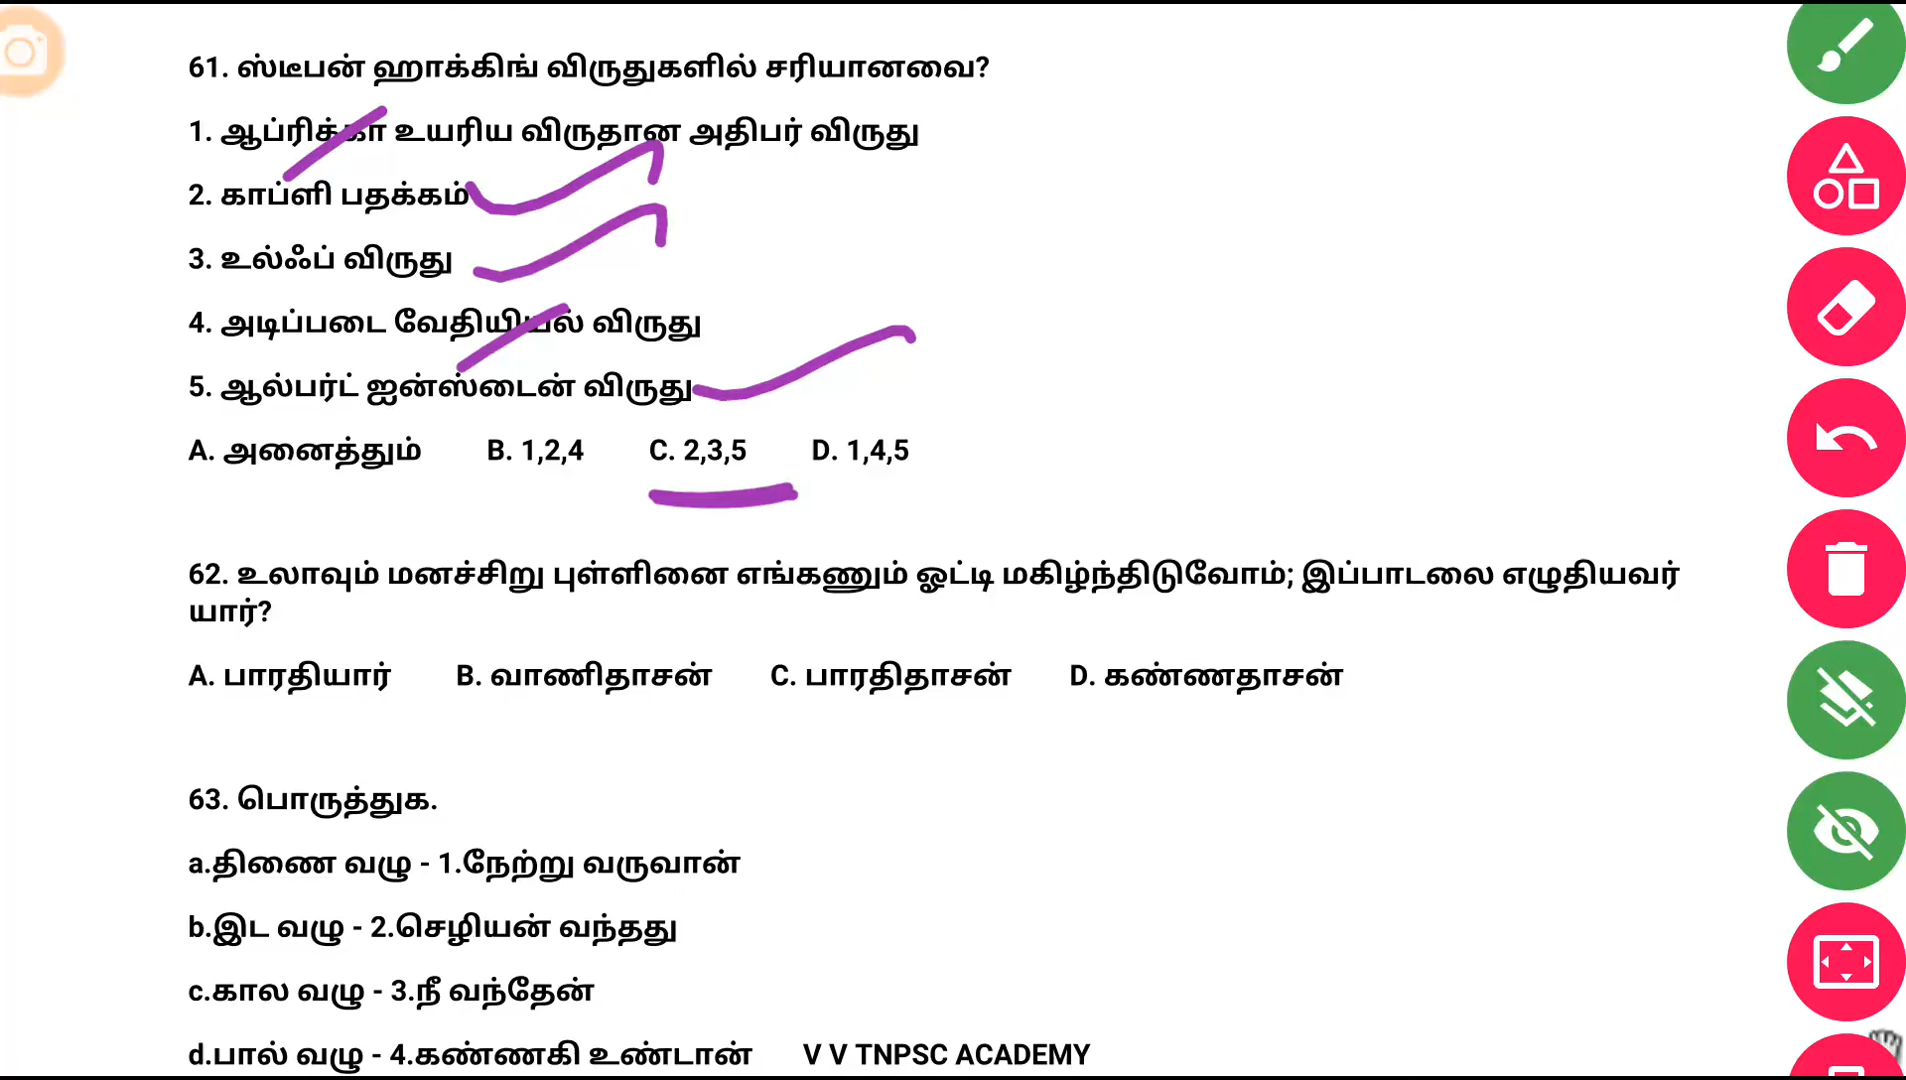 61. ஸ்டீபன் ஹாக்கிங் விருதுகளில் சரியானவை?
1. ஆப்ரிக்கா உயரிய விருதான அதிபர் விருது
2. காப்ளி பதக்கம்
3. உல்ஃப் விருது
4. அடிப்படை வேதியியல் விருது
5. ஆல்பர்ட் ஐன்ஸ்டைன் விருது
A. அனைத்தும் B. 1,2,4 C. 2,3,5 D. 1,4,5
62. உலாவும் மனச்சிறு புள்ளினை எங்கணும் ஓட்டி மகிழ்ந்திடுவோம்; இப்பாடலை எழுதியவர்
யார்?
A. பாரதியார் B. வாணிதாசன் C. பாரதிதாசன் D. கண்ணதாசன்
63. பொருத்துக.
a.திணை வழு - 1.நேற்று வருவான்
b.இட வழு - 2.செழியன் வந்தது
c.கால வழு - 3.நீ வந்தேன்
d.பால் வழு - 4.கண்ணகி உண்டான் V V TNPSC ACADEMY